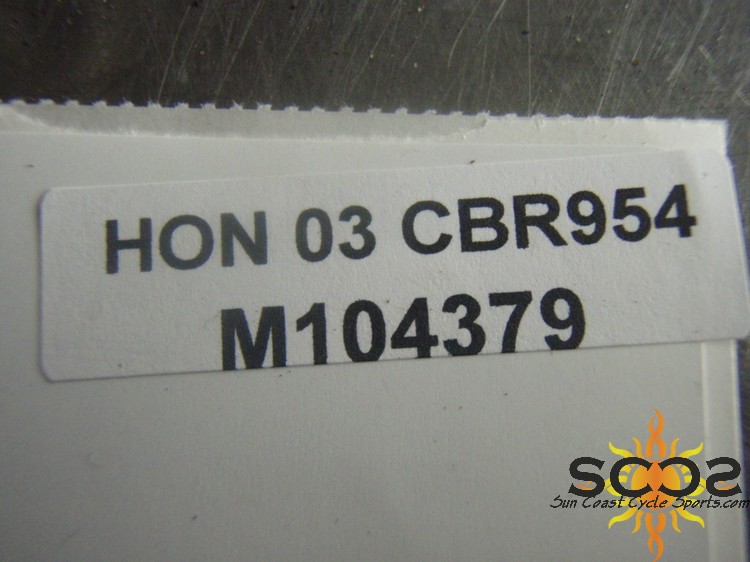 HON 03 CBR954
M104379
SCCS
Sun Coast Cycle Sports.com